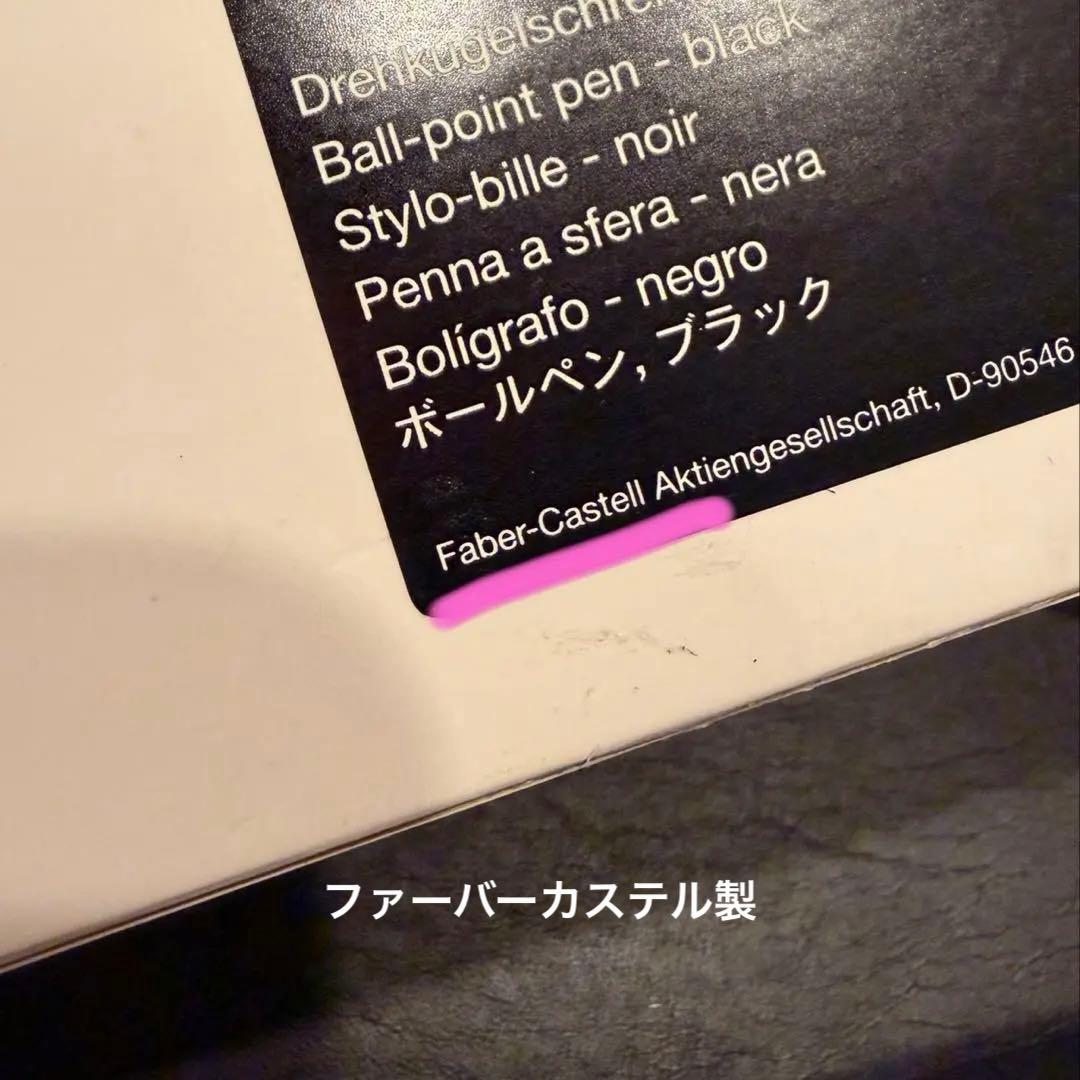 Drehkugelschrei
Ball-point pen - black
Stylo-bille - noir
Penna a sfera - nera
Bolígrafo - negro
ボールペン, ブラック
Faber-Castell Aktiengesellschaft, D-90546
ファーバーカステル製